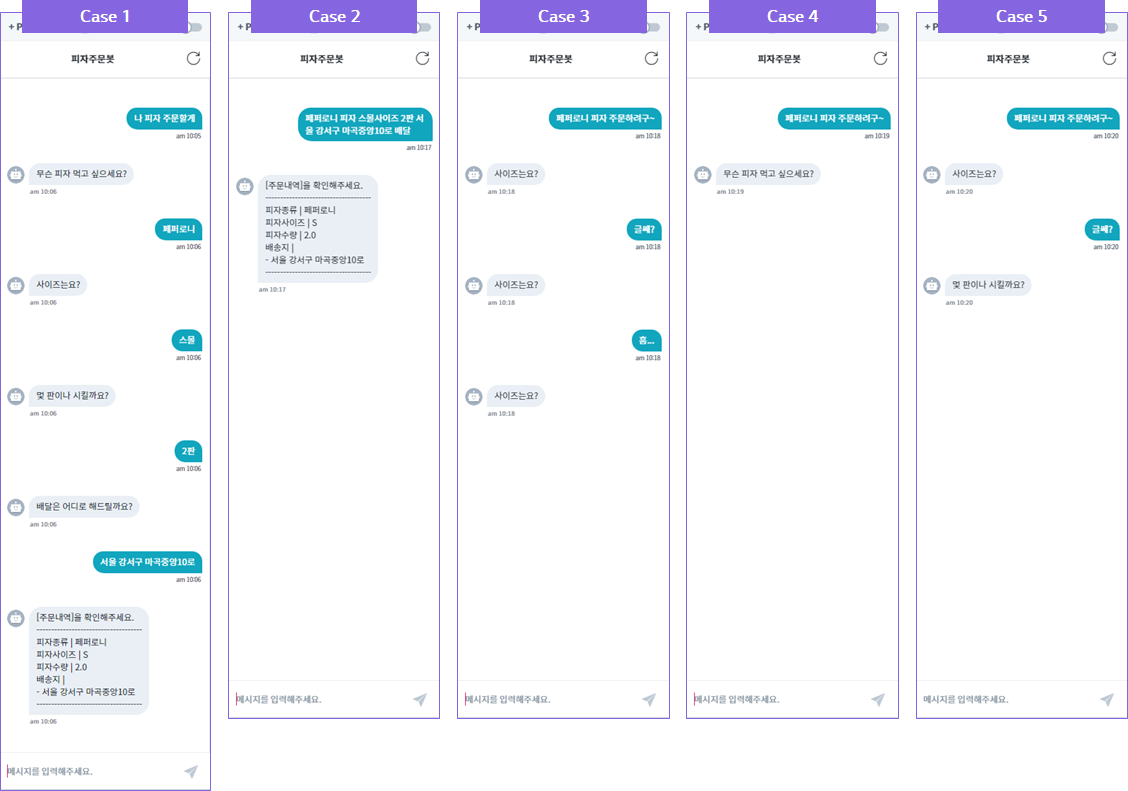 Case 1
+ P
피자주문봇
나 피자 주문할게
am 10:05
무슨 피자 먹고 싶으세요?
am 10:06
페퍼로니
am 10:06
사이즈는요?
am 10:06
스몰
am 10:06
몇 판이나 시킬까요?
am 10:06
2판
am 10:06
배달은 어디로 해드릴까요?
am 10:06
서울 강서구 마곡중앙10로
am 10:06
[주문내역]을 확인해주세요.
------------------------------------
피자종류 | 페퍼로니
피자사이즈 | S
피자수량 | 2.0
배송지 |
- 서울 강서구 마곡중앙10로
------------------------------------
am 10:06
메시지를 입력해주세요.
Case 2
+ P
피자주문봇
페퍼로니 피자 스몰사이즈 2판 서
울 강서구 마곡중앙10로 배달
am 10:17
[주문내역]을 확인해주세요.
------------------------------------
피자종류 | 페퍼로니
피자사이즈 | S
피자수량 | 2.0
배송지 |
- 서울 강서구 마곡중앙10로
------------------------------------
am 10:17
메시지를 입력해주세요.
Case 3
+ P
피자주문봇
페퍼로니 피자 주문하려구~
am 10:18
사이즈는요?
am 10:18
글쎄?
am 10:18
사이즈는요?
am 10:18
흠...
am 10:18
사이즈는요?
am 10:18
메시지를 입력해주세요.
Case 4
+ P
피자주문봇
페퍼로니 피자 주문하려구~
am 10:19
무슨 피자 먹고 싶으세요?
am 10:19
메시지를 입력해주세요.
Case 5
+ P
피자주문봇
페퍼로니 피자 주문하려구~
am 10:20
사이즈는요?
am 10:20
글쎄?
am 10:20
몇 판이나 시킬까요?
am 10:20
메시지를 입력해주세요.